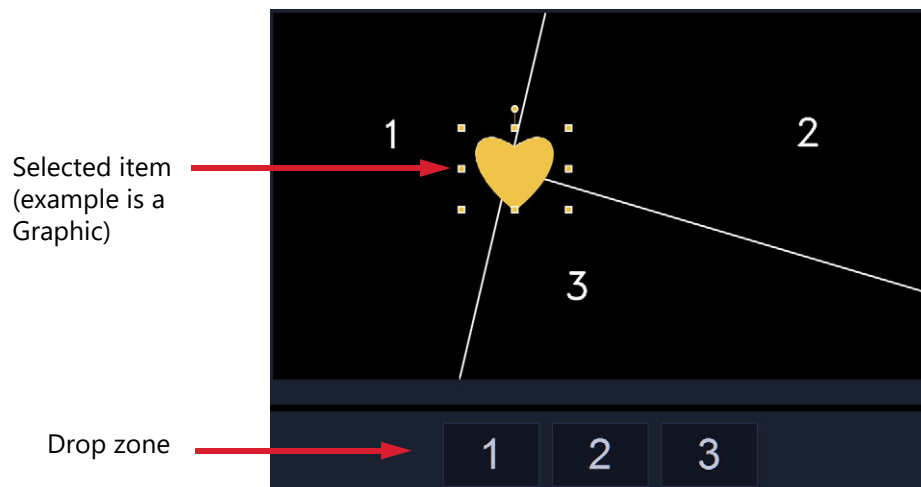 1
2
Selected item
(example is a
Graphic)
3
Drop zone
1 2 3